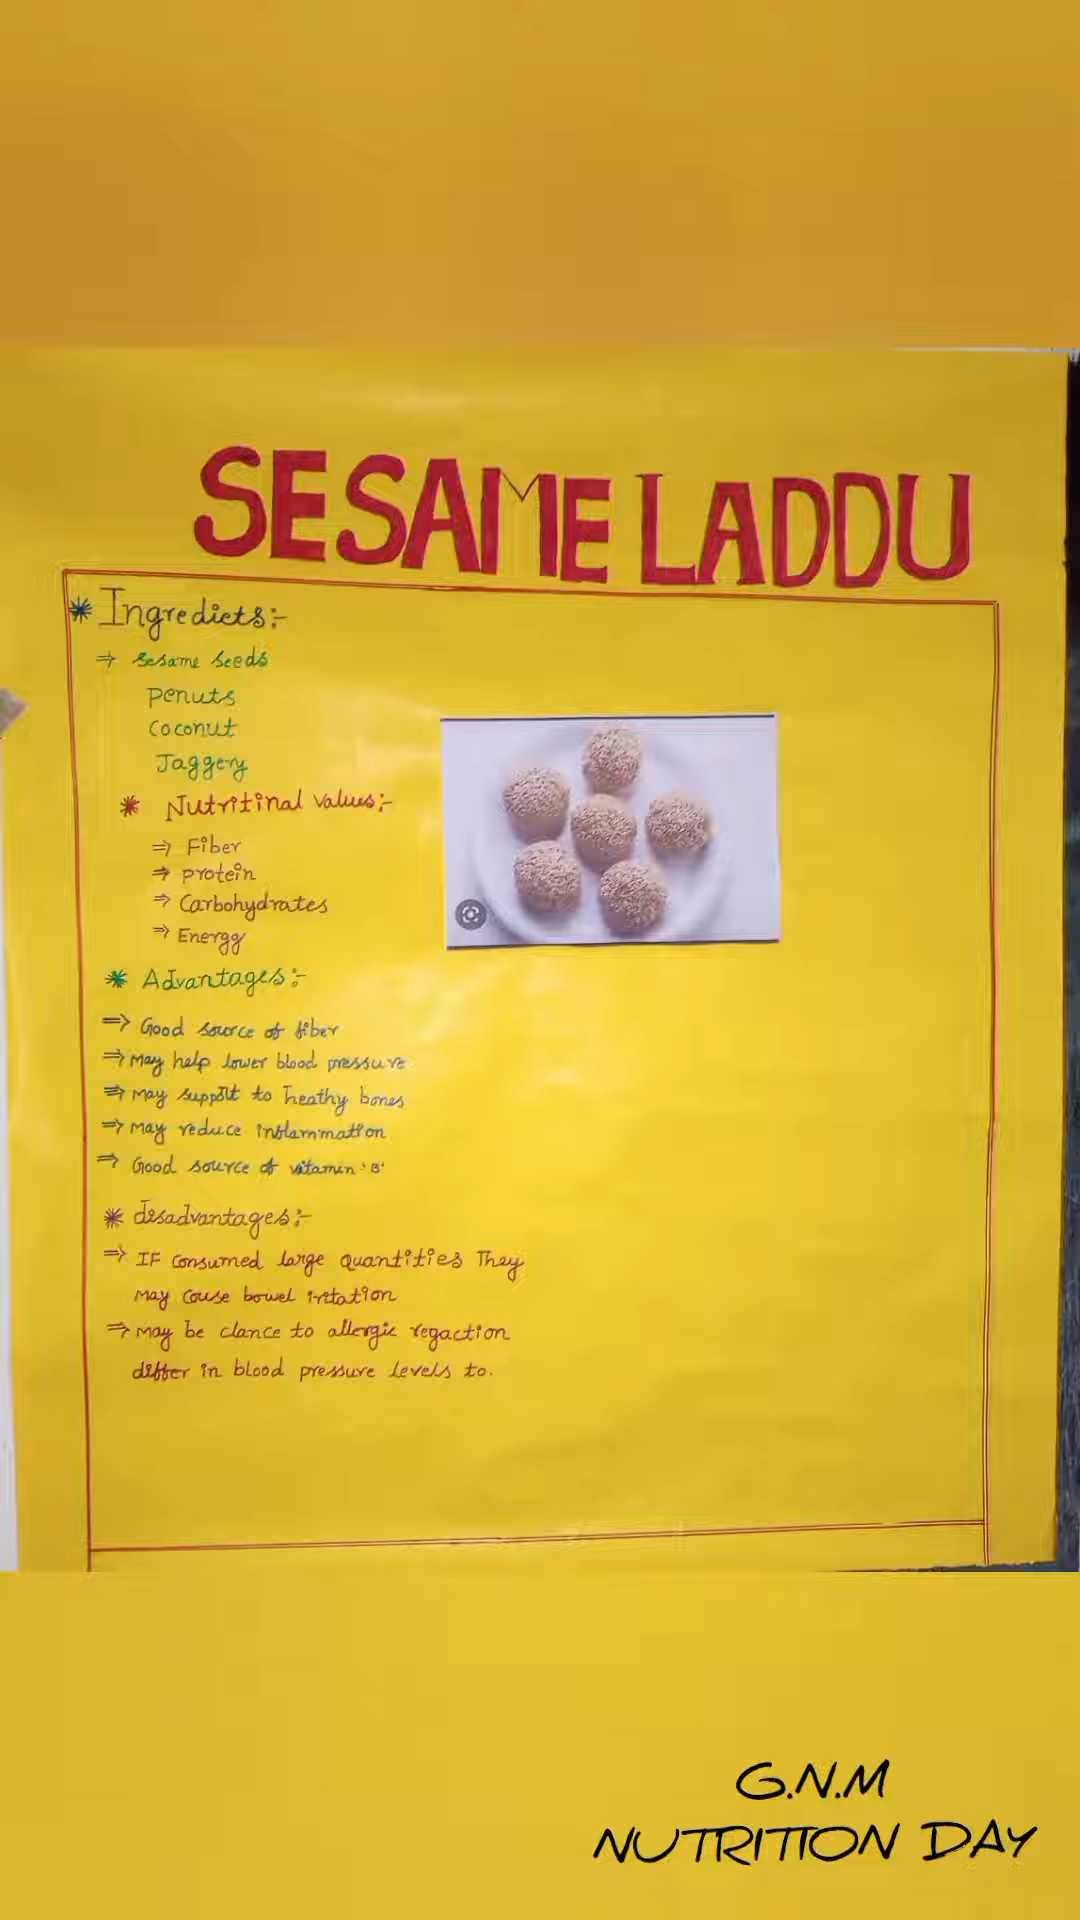 SESAME LADDU
* Ingrediets:-
⇒ sesame seeds
Penuts
Coconut
Jaggery
* Nutritinal values:-
⇒ Fiber
⇒ protein
⇒ Carbohydrates
⇒ Energy
* Advantages:-
⇒ Good source of fiber
⇒ May help lower blood pressure
⇒ May support to heathy bones
⇒ May reduce inflammation
⇒ Good source of vitamin 'B'
* disadvantages:-
⇒ IF consumed large quantities They
may couse bowel irritation
⇒ may be clance to allergic regaction
differ in blood pressure levels to.
G.N.M
NUTRITION DAY